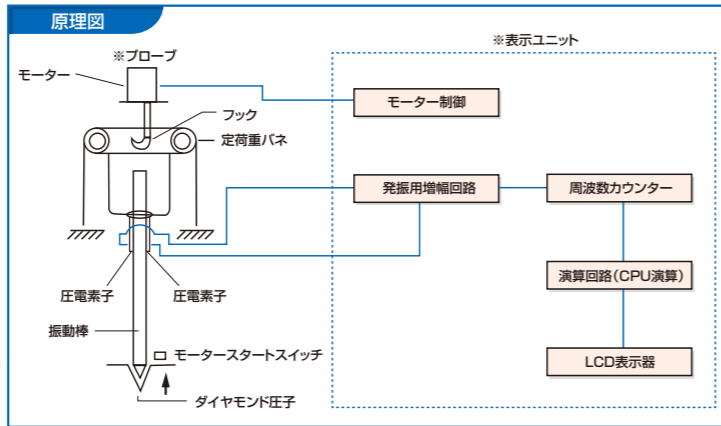 原理図
※プローブ
※表示ユニット
モーター
モーター制御
フック
定荷重バネ
発振用増幅回路
周波数カウンター
圧電素子
圧電素子
演算回路(CPU演算)
振動棒
モータースタートスイッチ
LCD表示器
ダイヤモンド圧子